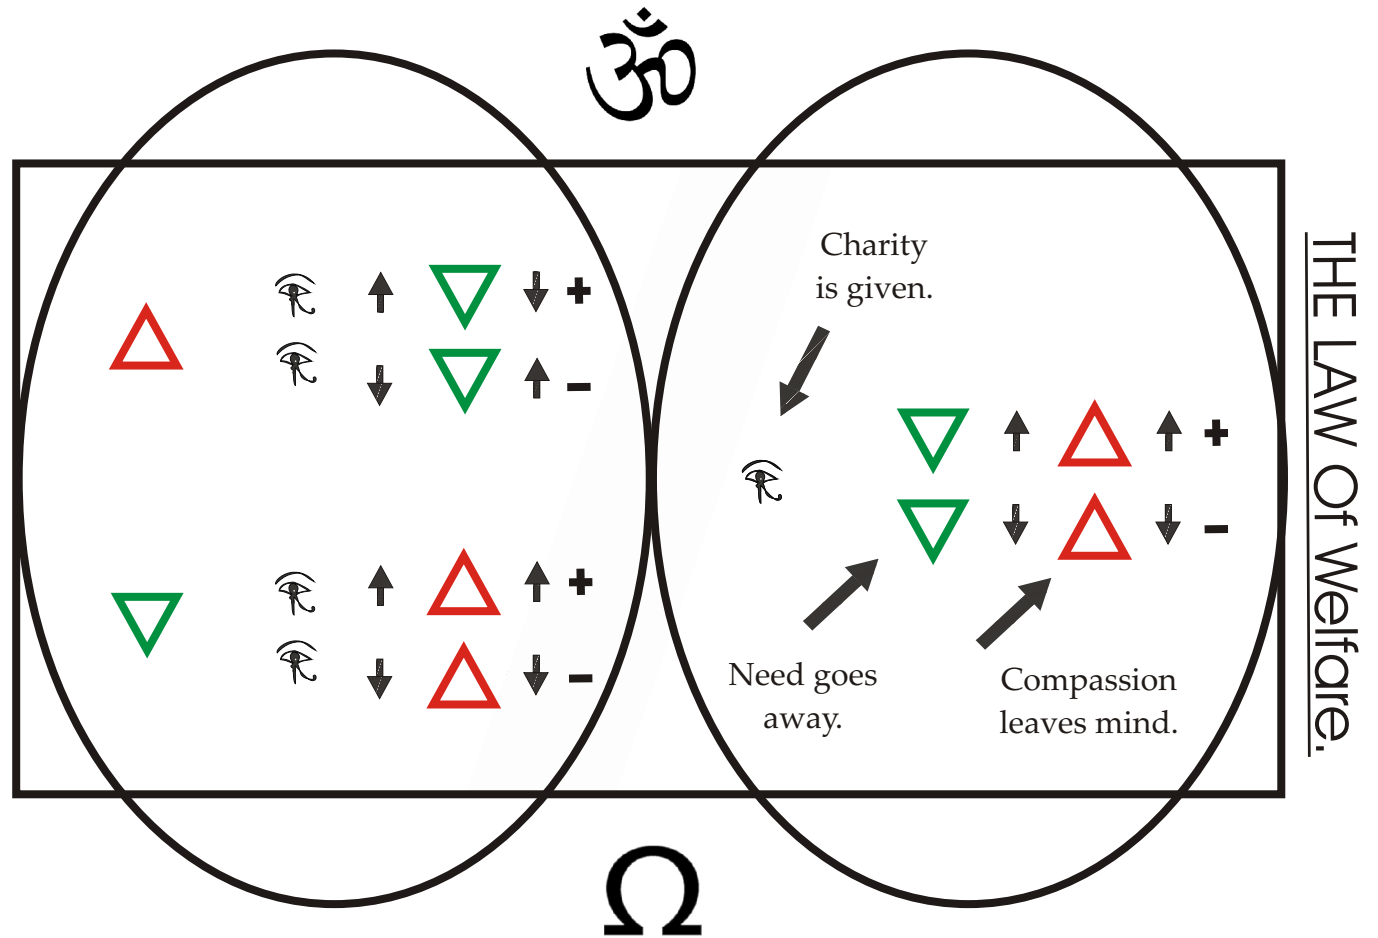 ॐ
Charity
is given.
+
−
+
−
+
−
Need goes
away.
Compassion
leaves mind.
THE LAW Of Welfare.
Ω